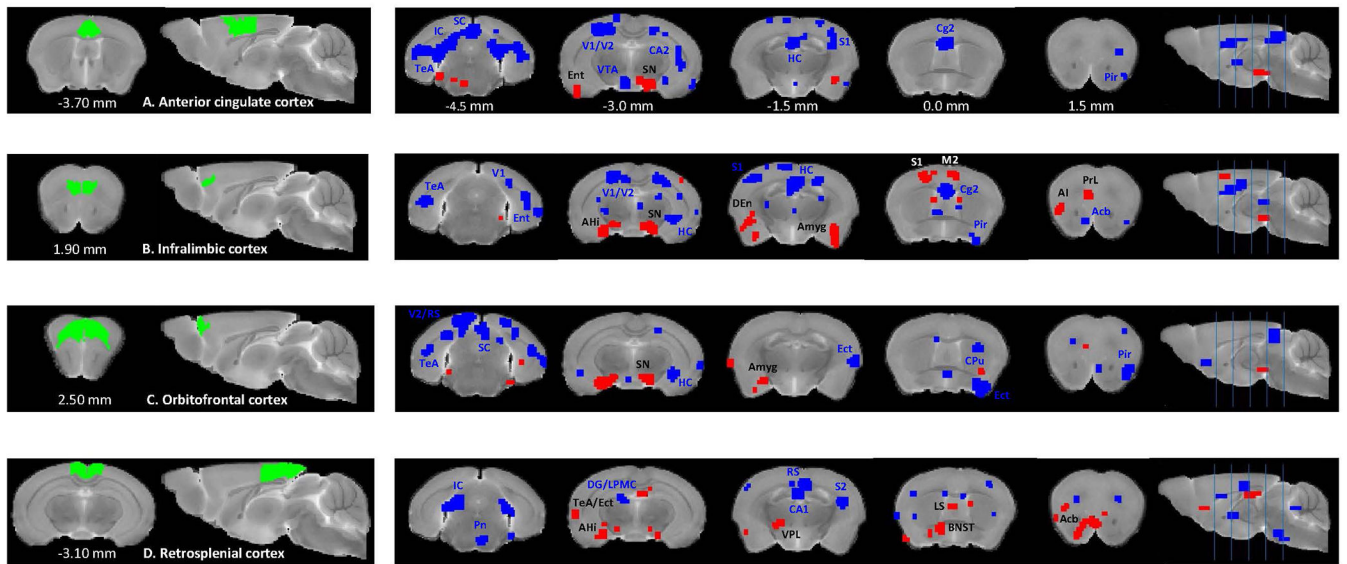 -3.70 mm
A. Anterior cingulate cortex
SC
IC
TeA
-4.5 mm
V1/V2
CA2
VTA
SN
Ent
-3.0 mm
S1
HC
-1.5 mm
Cg2
0.0 mm
Pir
1.5 mm
1.90 mm
B. Infralimbic cortex
TeA
V1
Ent
V1/V2
AHi
SN
HC
S1
HC
DEn
Amyg
S1
M2
Cg2
Pir
AI
PrL
Acb
2.50 mm
C. Orbitofrontal cortex
V2/RS
TeA
SC
SN
HC
Amyg
Ect
CPu
Ect
Pir
-3.10 mm
D. Retrosplenial cortex
IC
Pn
DG/LPMC
TeA/Ect
AHi
RS
S2
CA1
VPL
LS
BNST
Acb